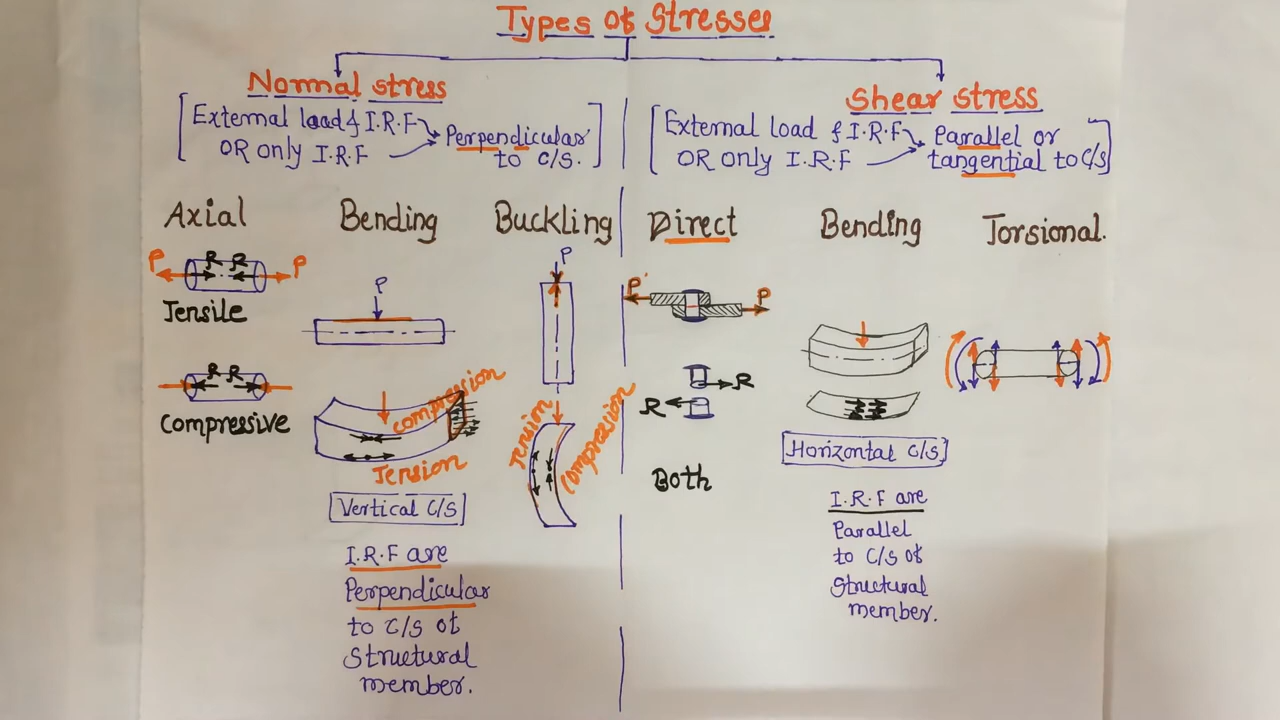 Types of Stresses
Normal stress
[External load & I.R.F
OR only I.R.F
Perpendicular
to C/S.]
Shear stress
[External load & I.R.F
OR only I.R.F
Parallel or
tangential to C/S]
Axial
Bending
Buckling
Direct
Bending
Torsional.
P R R P
Tensile
R R
Compressive
P
compression
Tension
Vertical C/S
I.R.F are
Perpendicular
to C/S of
Structural
member.
P
Tension
Compression
P
P
R
R
Both
Horizontal C/S
I.R.F are
Parallel
to C/S of
Structural
member.